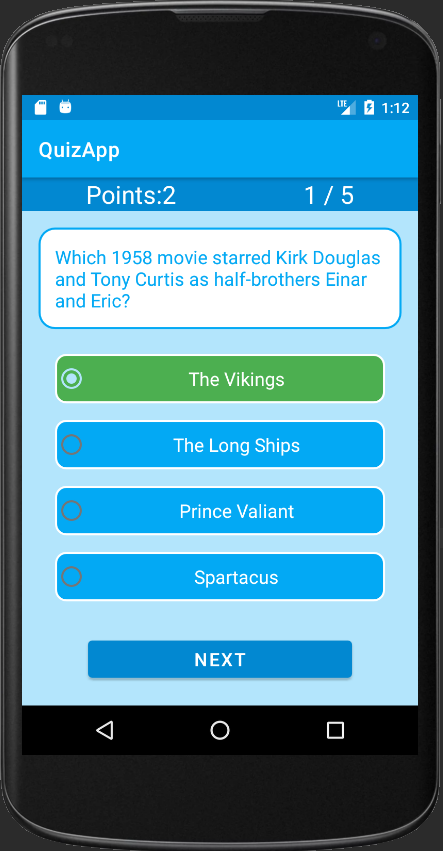 LTE 1:12
QuizApp
Points:2 1 / 5
Which 1958 movie starred Kirk Douglas
and Tony Curtis as half-brothers Einar
and Eric?
The Vikings
The Long Ships
Prince Valiant
Spartacus
NEXT